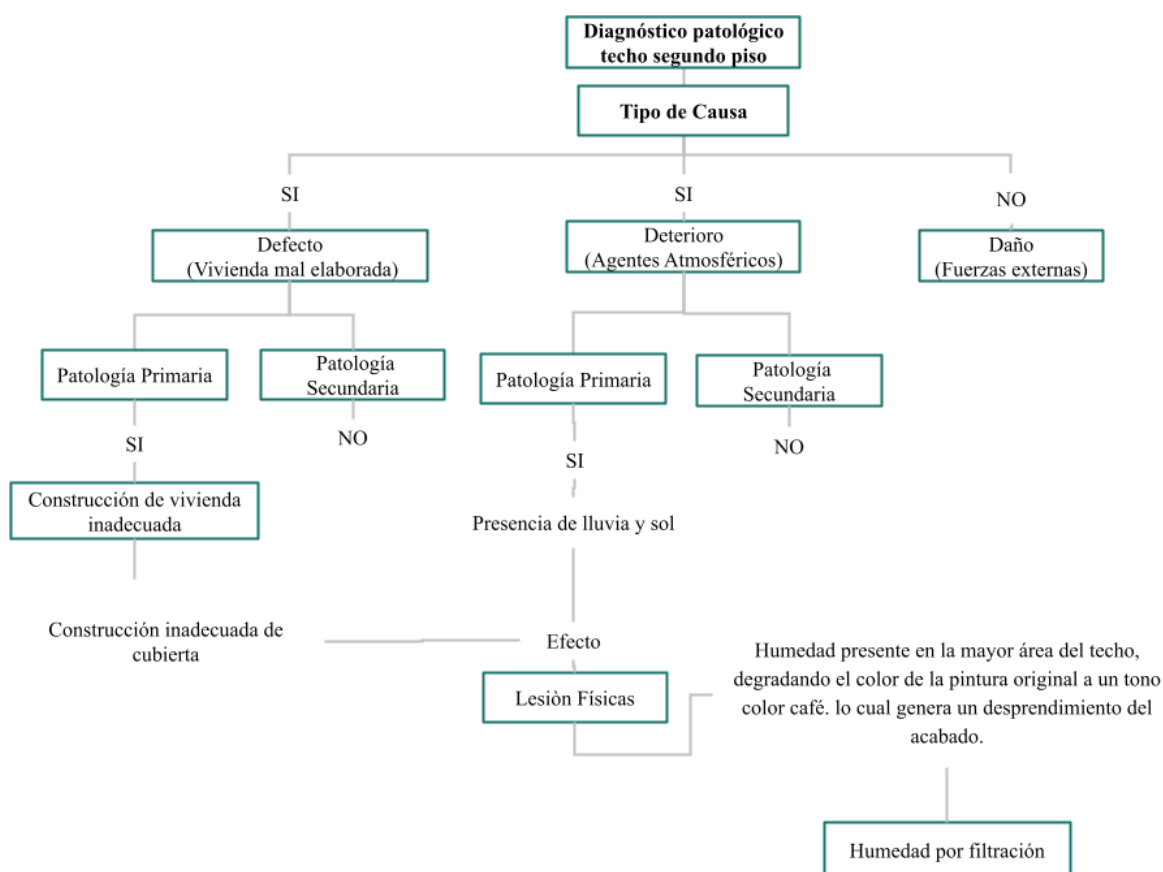 Diagnóstico patológico
techo segundo piso
Tipo de Causa
SI
SI
NO
Defecto
(Vivienda mal elaborada)
Deterioro
(Agentes Atmosféricos)
Daño
(Fuerzas externas)
Patología Primaria
Patología
Secundaria
Patología Primaria
Patología
Secundaria
SI
NO
SI
NO
Construcción de vivienda
inadecuada
Presencia de lluvia y sol
Construcción inadecuada de
cubierta
Efecto
Lesiòn Físicas
Humedad presente en la mayor área del techo,
degradando el color de la pintura original a un tono
color café. lo cual genera un desprendimiento del
acabado.
Humedad por filtración